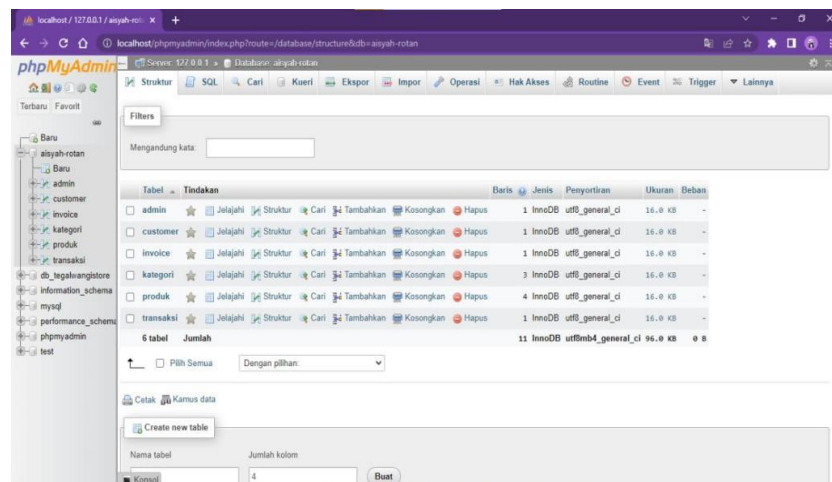 localhost / 127.0.0.1 / aisyah-rot
localhost/phpmyadmin/index.php?route=/database/structure&db=aisyah-rotan
phpMyAdmin
Server: 127.0.0.1 » Database: aisyah-rotan
Struktur SQL Cari Kueri Ekspor Impor Operasi Hak Akses Routine Event Trigger Lainnya
Terbaru Favorit
Baru
aisyah-rotan
Baru
admin
customer
invoice
kategori
produk
transaksi
db_tegalwangistore
information_schema
mysql
performance_schema
phpmyadmin
test
Filters
Mengandung kata:
Tabel Tindakan Baris Jenis Penyortiran Ukuran Beban
admin Jelajahi Struktur Cari Tambahkan Kosongkan Hapus 1 InnoDB utf8_general_ci 16.0 KB -
customer Jelajahi Struktur Cari Tambahkan Kosongkan Hapus 1 InnoDB utf8_general_ci 16.0 KB -
invoice Jelajahi Struktur Cari Tambahkan Kosongkan Hapus 1 InnoDB utf8_general_ci 16.0 KB -
kategori Jelajahi Struktur Cari Tambahkan Kosongkan Hapus 3 InnoDB utf8_general_ci 16.0 KB -
produk Jelajahi Struktur Cari Tambahkan Kosongkan Hapus 4 InnoDB utf8_general_ci 16.0 KB -
transaksi Jelajahi Struktur Cari Tambahkan Kosongkan Hapus 1 InnoDB utf8_general_ci 16.0 KB -
6 tabel Jumlah 11 InnoDB utf8mb4_general_ci 96.0 KB 0 B
Pilih Semua Dengan pilihan:
Cetak Kamus data
Create new table
Nama tabel Jumlah kolom
4 Buat
Konsol